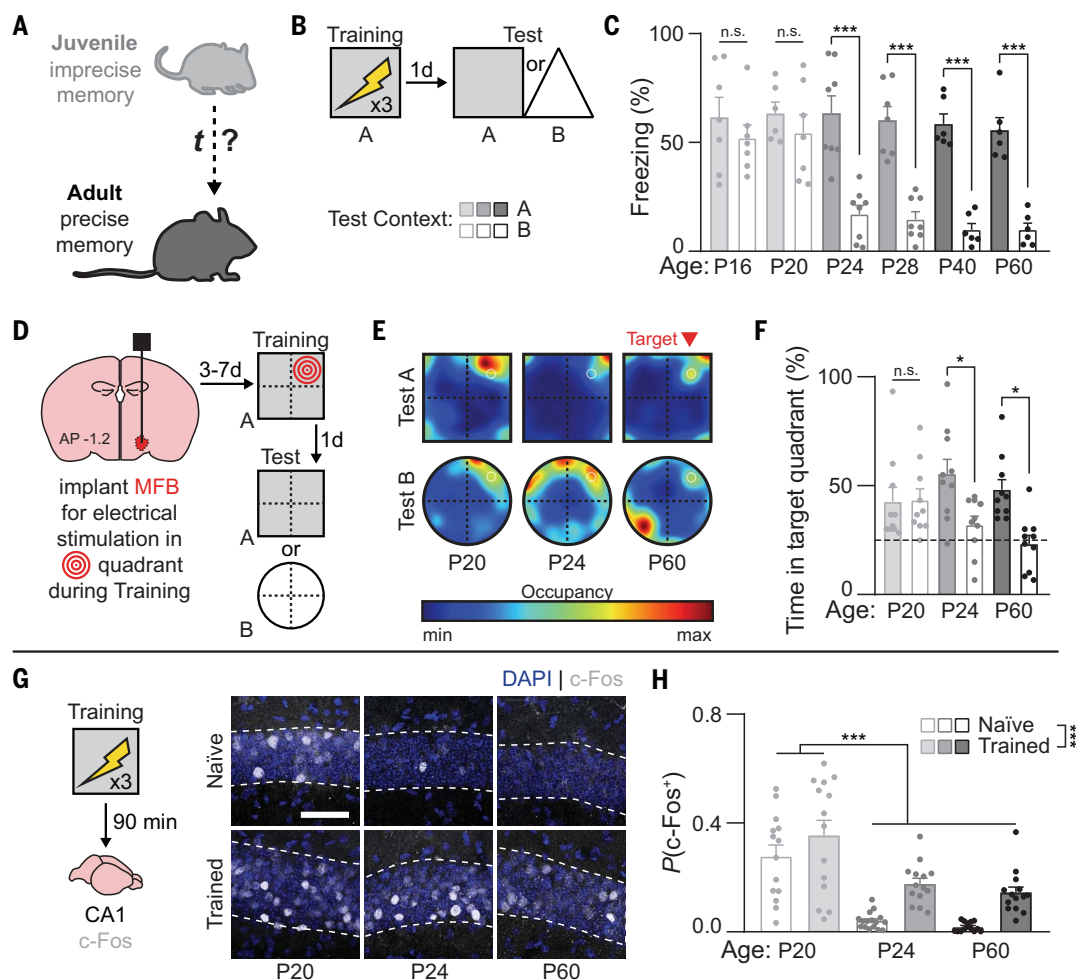 A
Juvenile
imprecise
memory
t ?
Adult
precise
memory
B
Training
Test
x3
1d
or
A
A
B
Test Context:
A
B
C
Freezing (%)
100
50
0
n.s.
n.s.
***
***
***
***
Age: P16 P20 P24 P28 P40 P60
D
AP -1.2
implant MFB
for electrical
stimulation in
quadrant
during Training
3-7d
Training
A
1d
Test
A
or
B
E
Target
Test A
Test B
P20 P24 P60
Occupancy
min max
F
Time in target quadrant (%)
100
50
0
n.s.
*
*
Age: P20 P24 P60
G
Training
x3
90 min
CA1
c-Fos
DAPI | c-Fos
Naïve
Trained
P20 P24 P60
H
P(c-Fos+)
0.8
0.4
0.0
***
Naïve
Trained
***
Age: P20 P24 P60